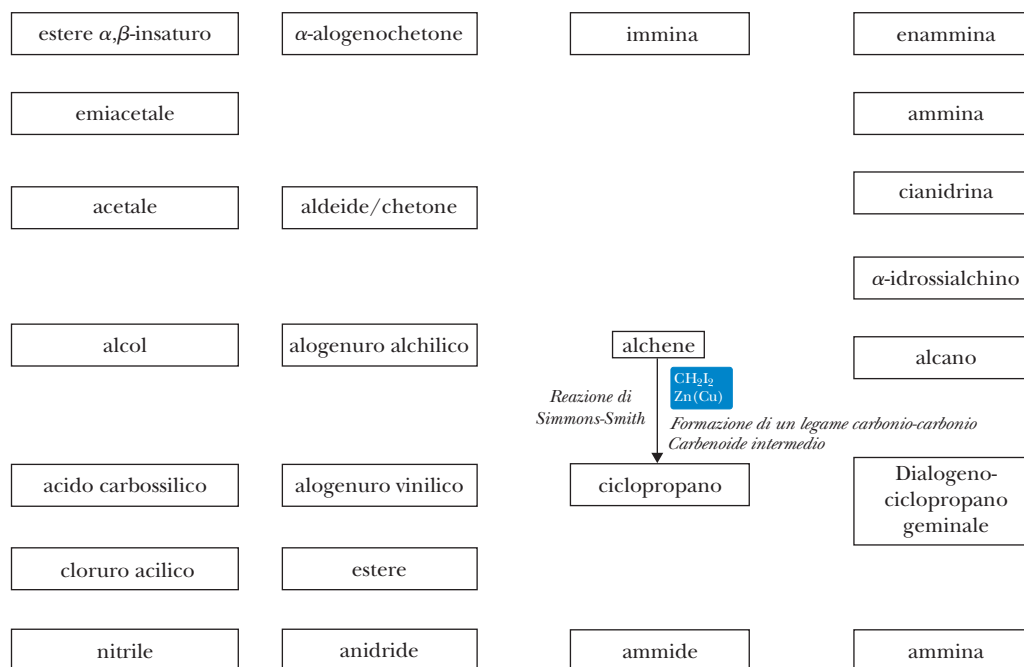 estere α,β-insaturo
α-alogenochetone
immina
enammina
emiacetale
ammina
acetale
aldeide/chetone
cianidrina
α-idrossialchino
alcol
alogenuro alchilico
alchene
alcano
CH₂I₂
Zn(Cu)
Reazione di
Simmons-Smith
Formazione di un legame carbonio-carbonio
Carbenoide intermedio
acido carbossilico
alogenuro vinilico
ciclopropano
Dialogeno-
ciclopropano
geminale
cloruro acilico
estere
nitrile
anidride
ammide
ammina